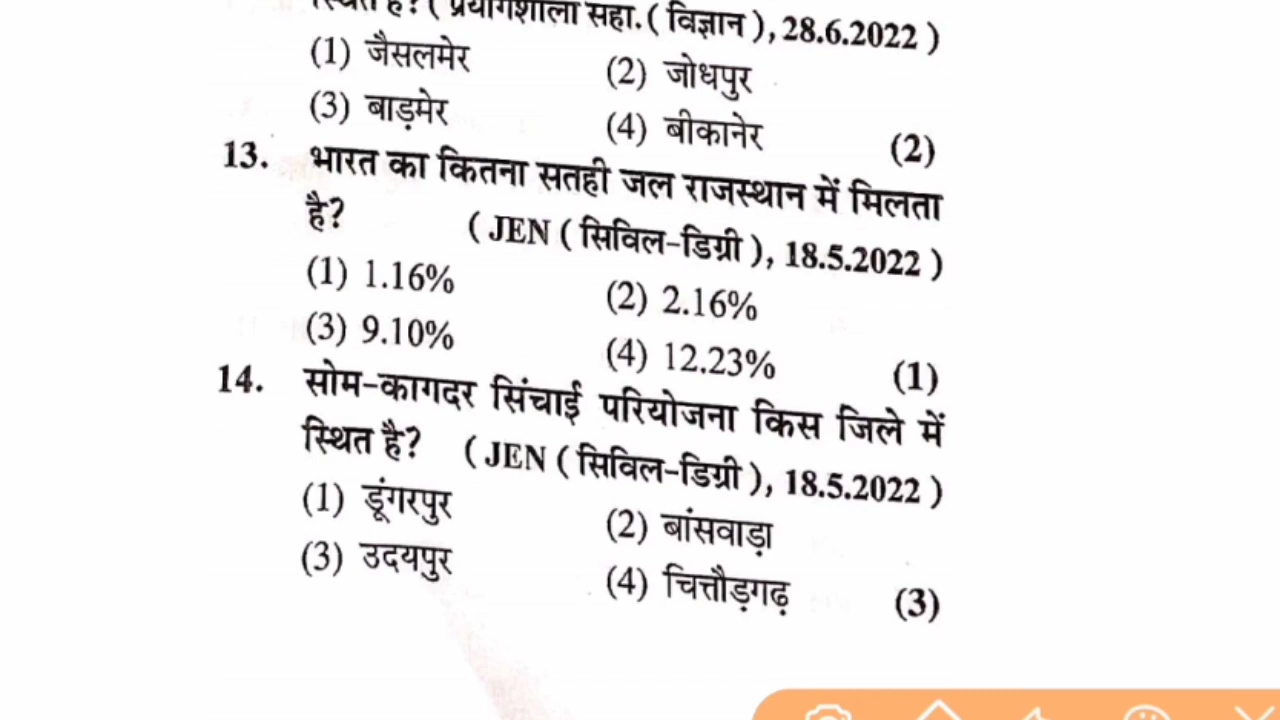 स्थित है? ( प्रयोगशाला सहा. ( विज्ञान ), 28.6.2022 )
(1) जैसलमेर (2) जोधपुर
(3) बाड़मेर (4) बीकानेर (2)
13. भारत का कितना सतही जल राजस्थान में मिलता
है? ( JEN ( सिविल-डिग्री ), 18.5.2022 )
(1) 1.16% (2) 2.16%
(3) 9.10% (4) 12.23% (1)
14. सोम-कागदर सिंचाई परियोजना किस जिले में
स्थित है? ( JEN ( सिविल-डिग्री ), 18.5.2022 )
(1) डूंगरपुर (2) बांसवाड़ा
(3) उदयपुर (4) चित्तौड़गढ़ (3)